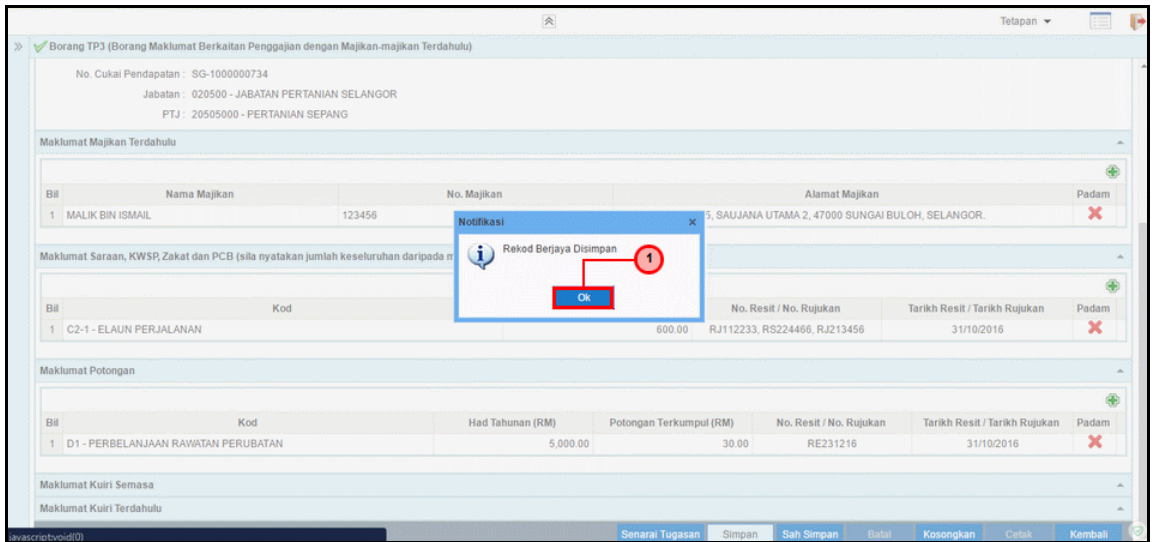 Tetapan
Borang TP3 (Borang Maklumat Berkaitan Penggajian dengan Majikan-majikan Terdahulu)
No. Cukai Pendapatan : SG-1000000734
Jabatan : 020500 - JABATAN PERTANIAN SELANGOR
PTJ : 20505000 - PERTANIAN SEPANG
Maklumat Majikan Terdahulu
Bil Nama Majikan No. Majikan Alamat Majikan Padam
1 MALIK BIN ISMAIL 123456 5, SAUJANA UTAMA 2, 47000 SUNGAI BULOH, SELANGOR.
Notifikasi x
Rekod Berjaya Disimpan
1
Ok
Maklumat Saraan, KWSP, Zakat dan PCB (sila nyatakan jumlah keseluruhan daripada m
Bil Kod No. Resit / No. Rujukan Tarikh Resit / Tarikh Rujukan Padam
1 C2-1 - ELAUN PERJALANAN 600.00 RJ112233, RS224466, RJ213456 31/10/2016
Maklumat Potongan
Bil Kod Had Tahunan (RM) Potongan Terkumpul (RM) No. Resit / No. Rujukan Tarikh Resit / Tarikh Rujukan Padam
1 D1 - PERBELANJAAN RAWATAN PERUBATAN 5,000.00 30.00 RE231216 31/10/2016
Maklumat Kuiri Semasa
Maklumat Kuiri Terdahulu
javascript:void(0) Senarai Tugasan Simpan Sah Simpan Batal Kosongkan Cetak Kembali